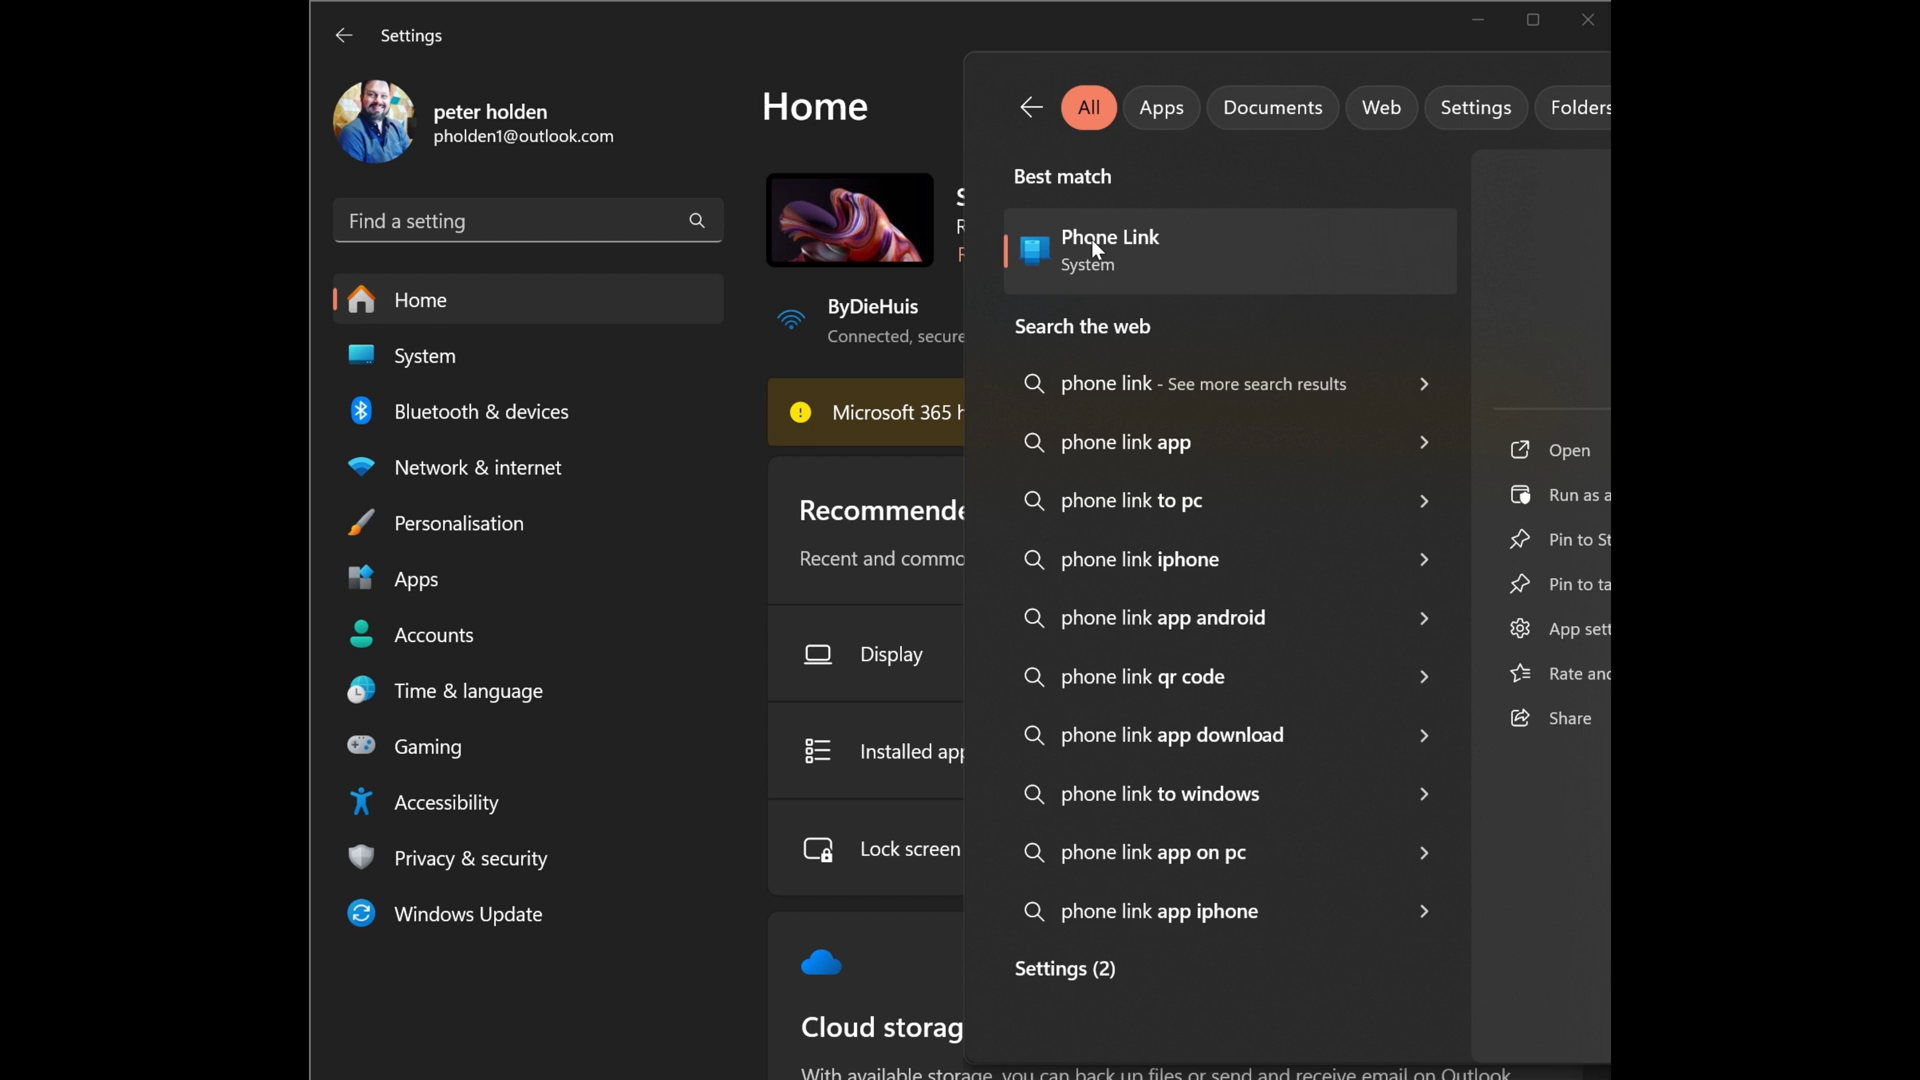 Settings
peter holden
pholden1@outlook.com
Find a setting
Home
System
Bluetooth & devices
Network & internet
Personalisation
Apps
Accounts
Time & language
Gaming
Accessibility
Privacy & security
Windows Update
Home
ByDieHuis
Connected, secure
Microsoft 365
Recommende
Recent and commo
Display
Installed app
Lock screen
Cloud storag
With available storage, you can back up files or send and receive email on Outlook
All
Apps
Documents
Web
Settings
Folders
Best match
Phone Link
System
Search the web
phone link - See more search results
phone link app
phone link to pc
phone link iphone
phone link app android
phone link qr code
phone link app download
phone link to windows
phone link app on pc
phone link app iphone
Settings (2)
Open
Run as a
Pin to St
Pin to ta
App sett
Rate and
Share